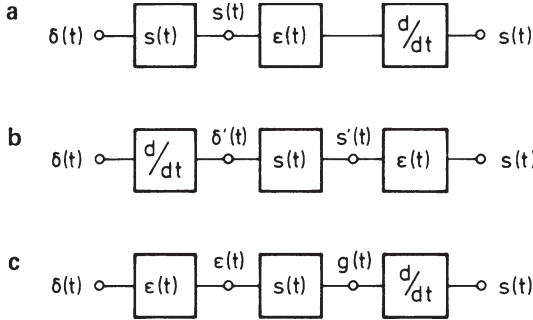 a
s(t)
δ(t) s(t) ε(t) d/dt s(t)
b
δ'(t) s'(t)
δ(t) d/dt s(t) ε(t) s(t)
c
ε(t) g(t)
δ(t) ε(t) s(t) d/dt s(t)